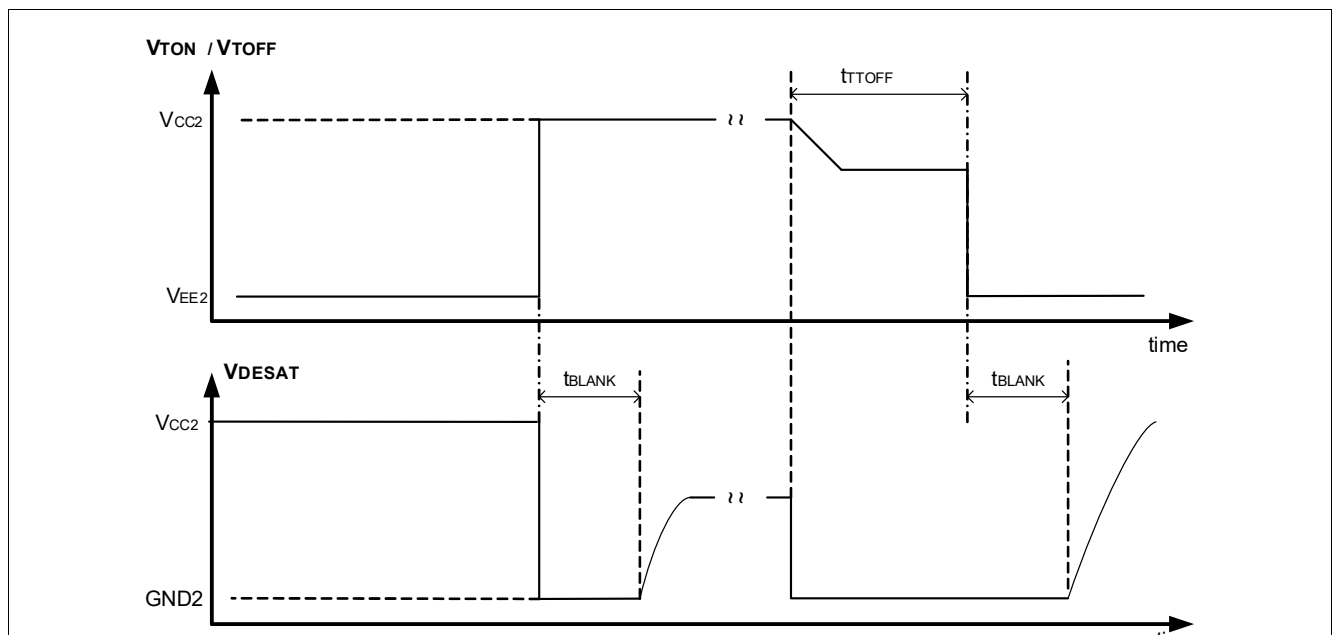 VTON / VTOFF
tTTOFF
VCC2
VEE2
time
VDESAT
tBLANK
tBLANK
VCC2
GND2